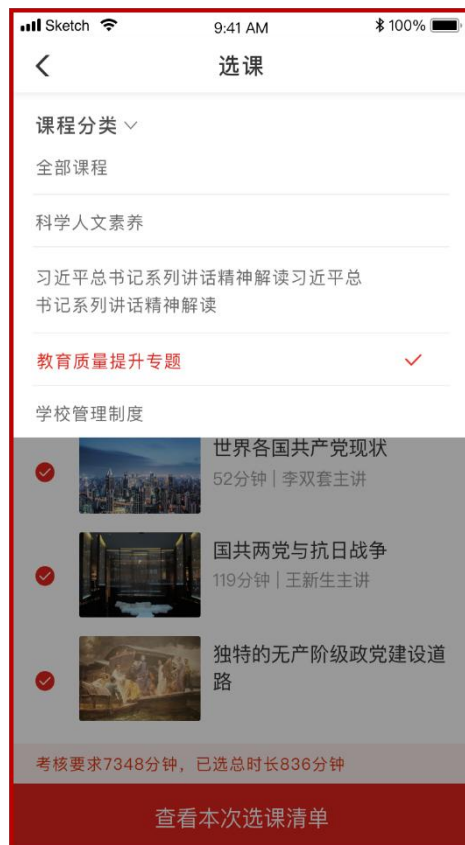 Sketch 9:41 AM 100%
选课
课程分类
全部课程
科学人文素养
习近平总书记系列讲话精神解读习近平总
书记系列讲话精神解读
教育质量提升专题
学校管理制度
世界各国共产党现状
52分钟 | 李双套主讲
国共两党与抗日战争
119分钟 | 王新生主讲
独特的无产阶级政党建设道
路
考核要求7348分钟，已选总时长836分钟
查看本次选课清单